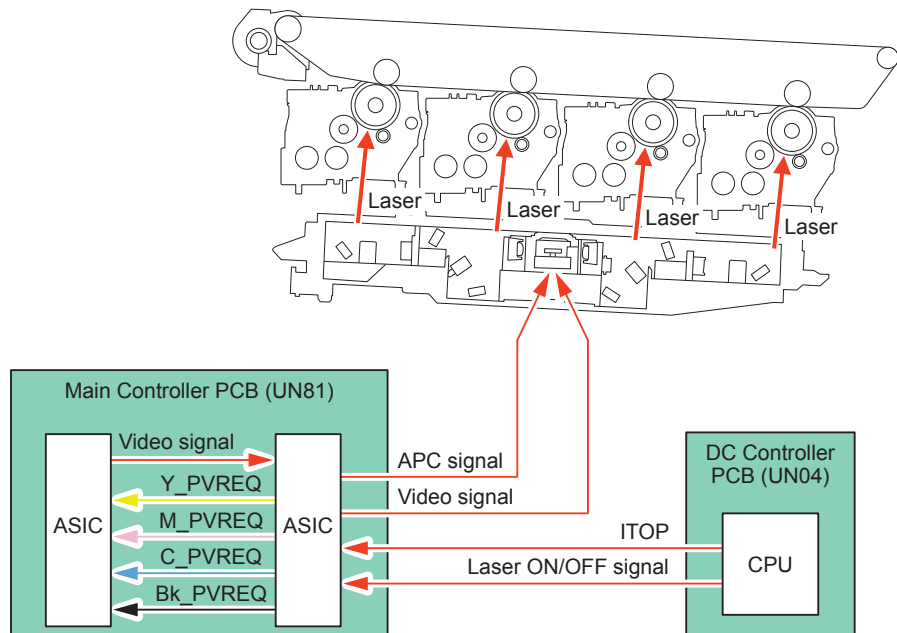 Laser
Laser
Laser
Laser
Main Controller PCB (UN81)
Video signal
Y_PVREQ
M_PVREQ
C_PVREQ
Bk_PVREQ
ASIC
ASIC
APC signal
Video signal
ITOP
Laser ON/OFF signal
DC Controller
PCB (UN04)
CPU